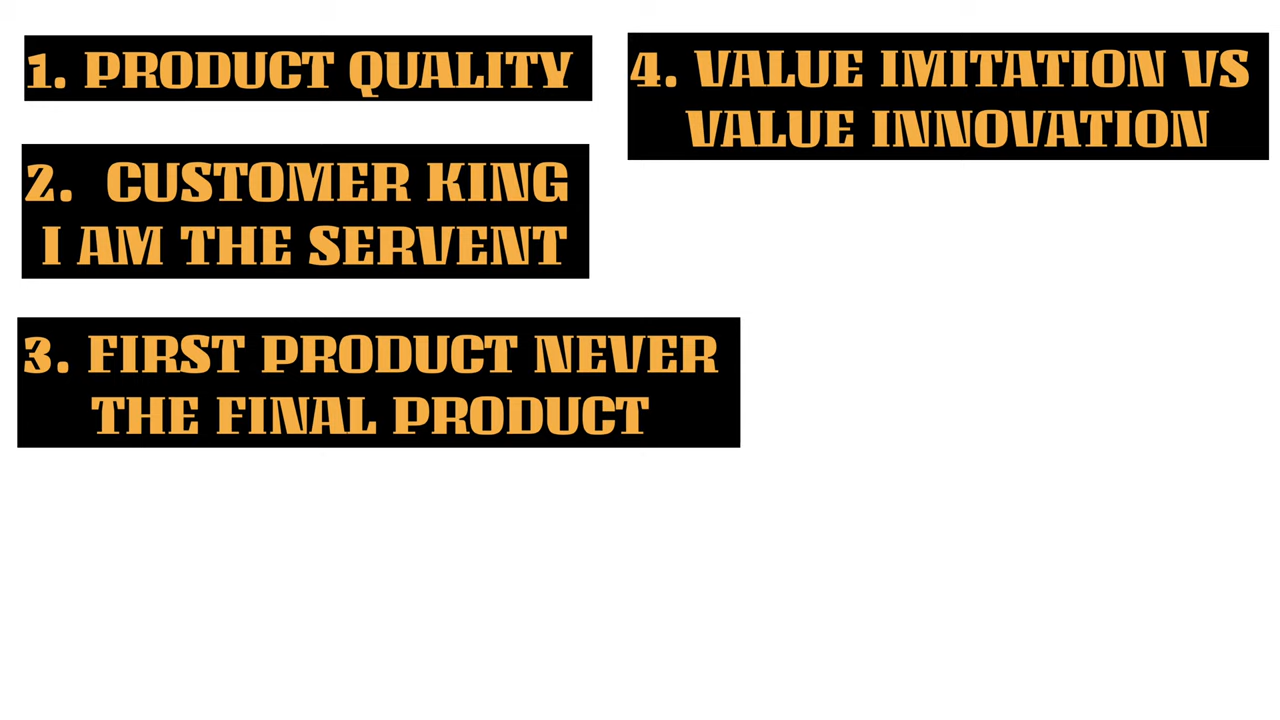 1. PRODUCT QUALITY
2. CUSTOMER KING
I AM THE SERVENT
3. FIRST PRODUCT NEVER
THE FINAL PRODUCT
4. VALUE IMITATION VS
VALUE INNOVATION